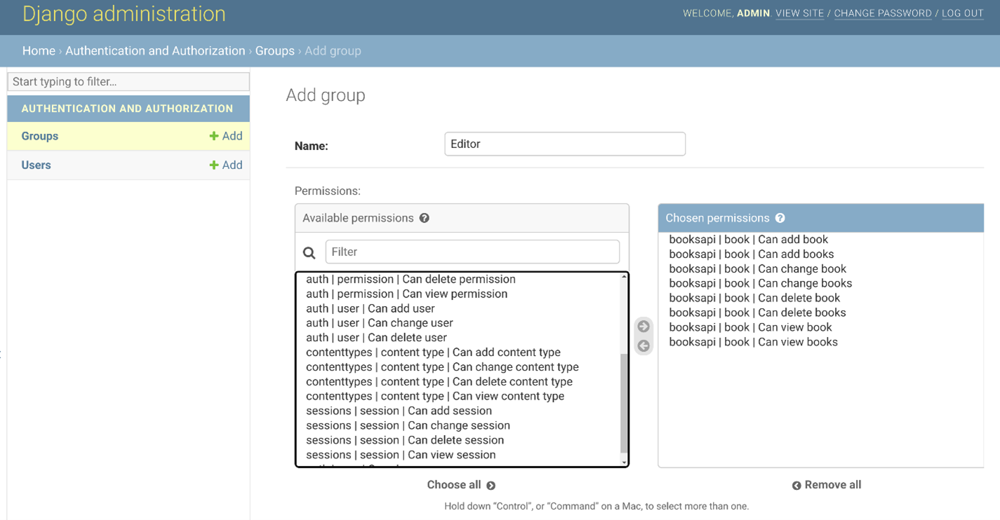 Django administration
WELCOME, ADMIN. VIEW SITE / CHANGE PASSWORD / LOG OUT
Home › Authentication and Authorization › Groups › Add group
Start typing to filter...
AUTHENTICATION AND AUTHORIZATION
Groups + Add
Users + Add
Add group
Name: Editor
Permissions:
Available permissions ?
Filter
auth | permission | Can delete permission
auth | permission | Can view permission
auth | user | Can add user
auth | user | Can change user
auth | user | Can delete user
contenttypes | content type | Can add content type
contenttypes | content type | Can change content type
contenttypes | content type | Can delete content type
contenttypes | content type | Can view content type
sessions | session | Can add session
sessions | session | Can change session
sessions | session | Can delete session
sessions | session | Can view session
Choose all
Chosen permissions ?
booksapi | book | Can add book
booksapi | book | Can add books
booksapi | book | Can change book
booksapi | book | Can change books
booksapi | book | Can delete book
booksapi | book | Can delete books
booksapi | book | Can view book
booksapi | book | Can view books
Remove all
Hold down “Control”, or “Command” on a Mac, to select more than one.